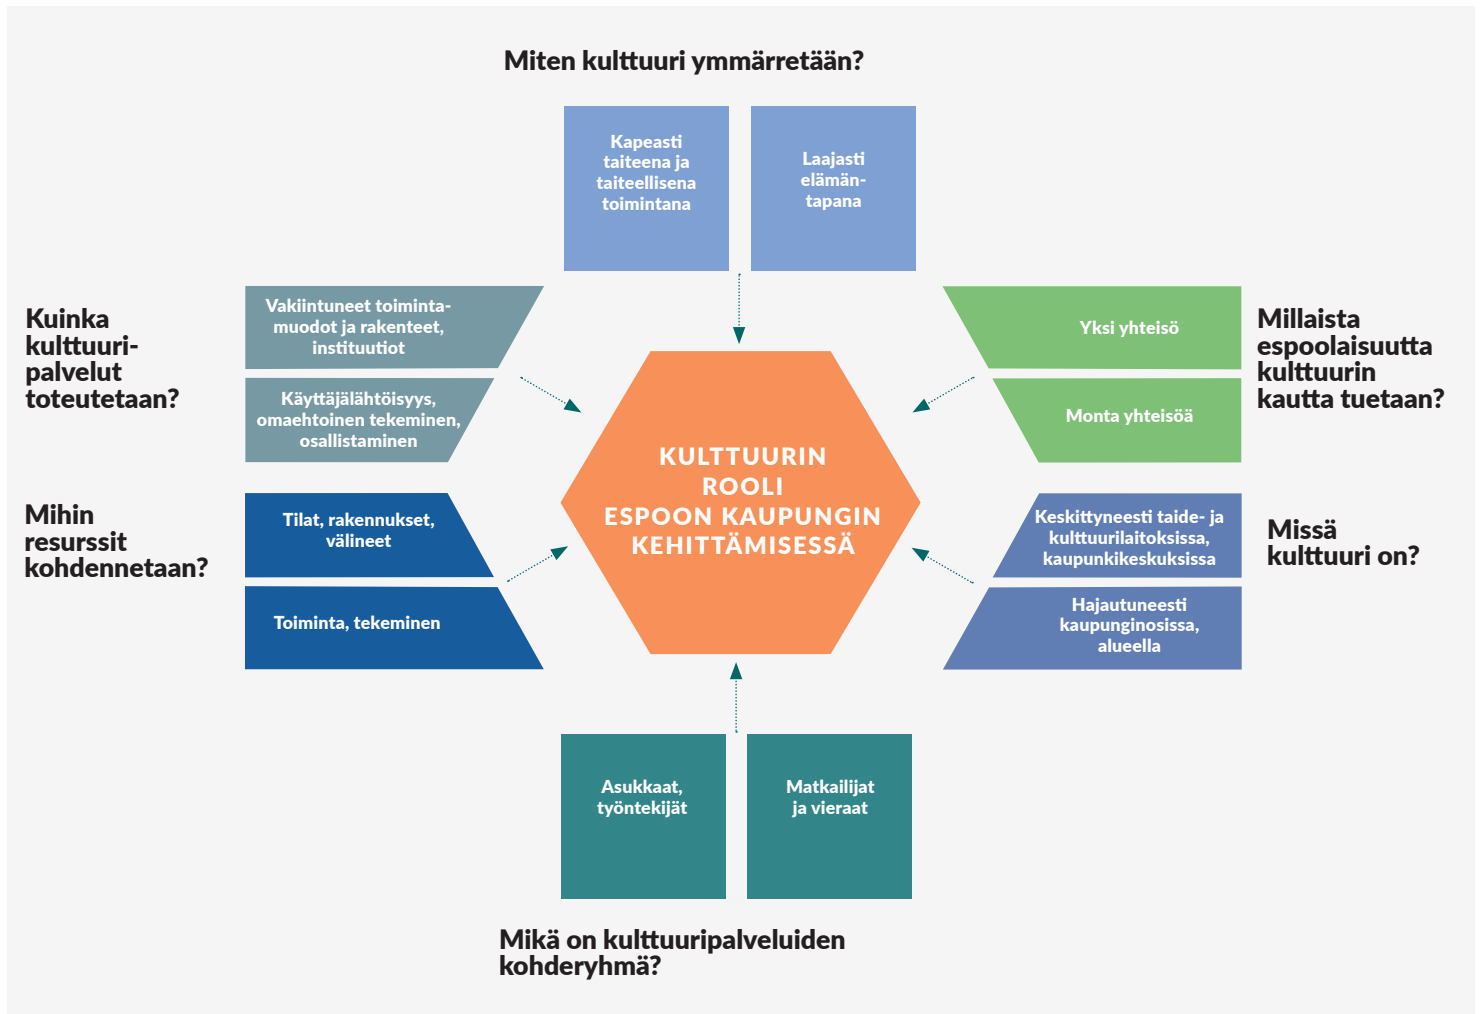 Miten kulttuuri ymmärretään?
Kapeasti
taiteena ja
taiteellisena
toimintana
Laajasti
elämän-
tapana
Kuinka
kulttuuri-
palvelut
toteutetaan?
Vakiintuneet toiminta-
muodot ja rakenteet,
instituutiot
Käyttäjälähtöisyys,
omaehtoinen tekeminen,
osallistaminen
Yksi yhteisö
Monta yhteisöä
Millaista
espoolaisuutta
kulttuurin
kautta tuetaan?
KULTTUURIN
ROOLI
ESPOON KAUPUNGIN
KEHITTÄMISESSÄ
Mihin
resurssit
kohdennetaan?
Tilat, rakennukset,
välineet
Toiminta, tekeminen
Keskittyneesti taide- ja
kulttuurilaitoksissa,
kaupunkikeskuksissa
Hajautuneesti
kaupunginosissa,
alueella
Missä
kulttuuri on?
Asukkaat,
työntekijät
Matkailijat
ja vieraat
Mikä on kulttuuripalveluiden
kohderyhmä?